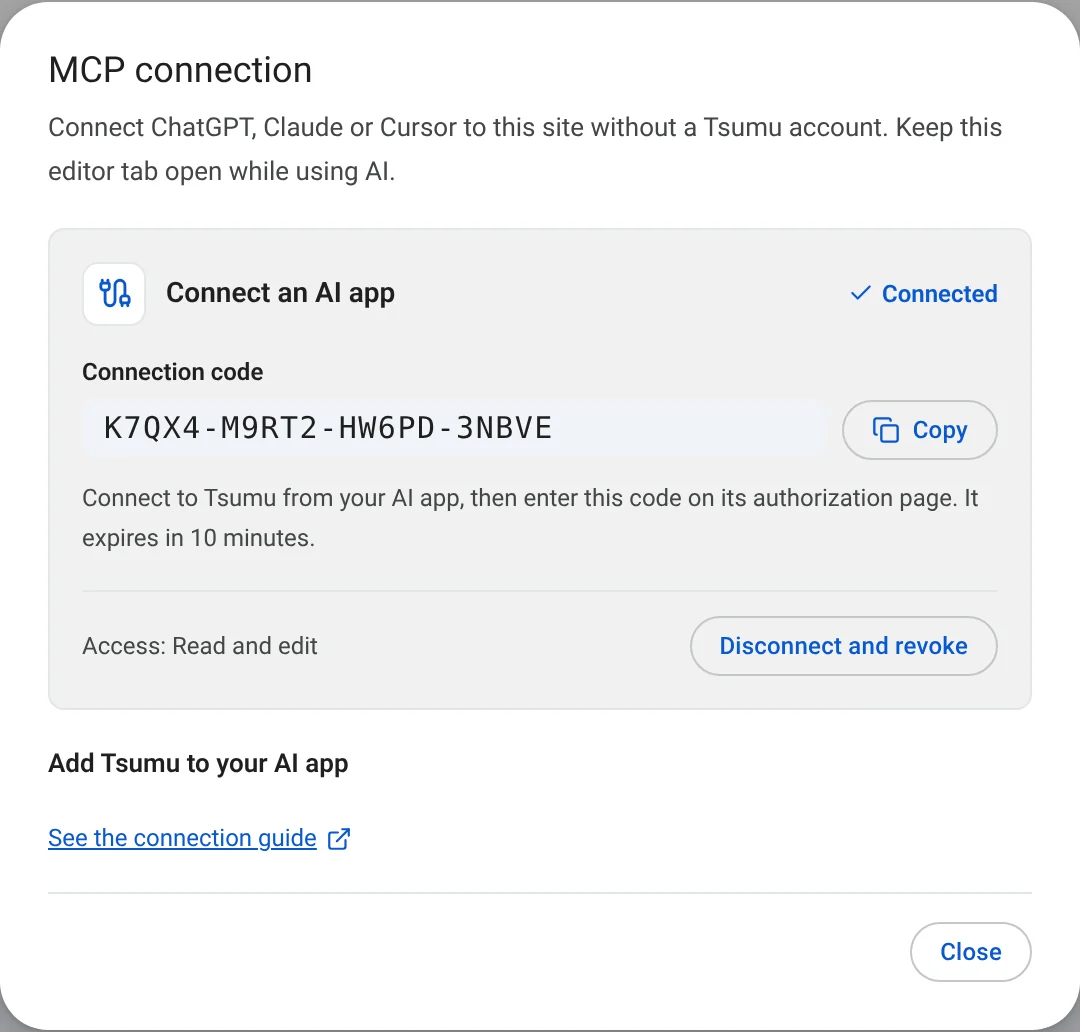 MCP connection
Connect ChatGPT, Claude or Cursor to this site without a Tsumu account. Keep this
editor tab open while using AI.
Connect an AI app
Connected
Connection code
K7QX4-M9RT2-HW6PD-3NBVE
Copy
Connect to Tsumu from your AI app, then enter this code on its authorization page. It
expires in 10 minutes.
Access: Read and edit
Disconnect and revoke
Add Tsumu to your AI app
See the connection guide
Close